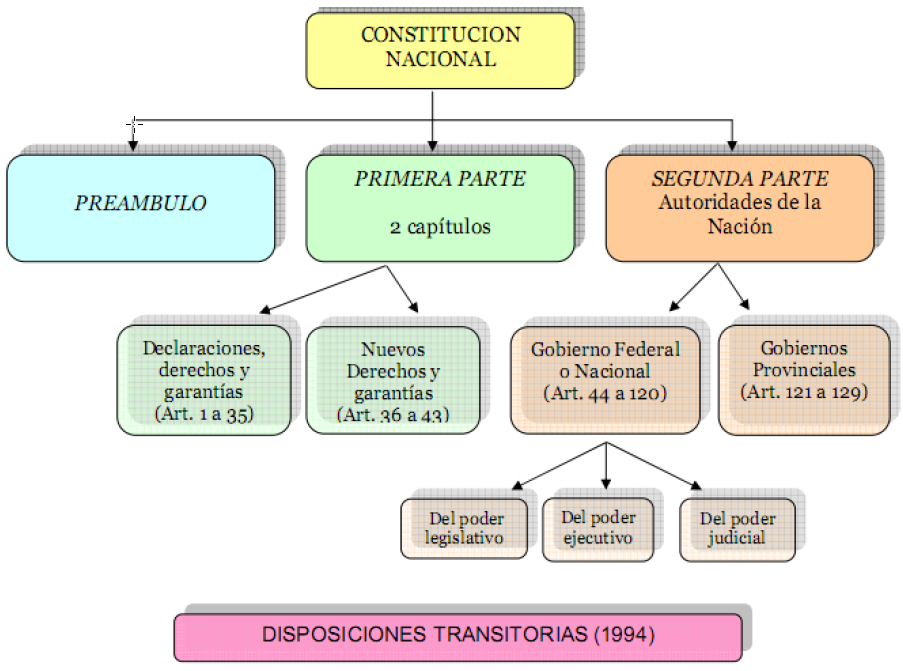 CONSTITUCION
NACIONAL
PREAMBULO
PRIMERA PARTE
2 capítulos
SEGUNDA PARTE
Autoridades de la
Nación
Declaraciones,
derechos y
garantías
(Art. 1 a 35)
Nuevos
Derechos y
garantías
(Art. 36 a 43)
Gobierno Federal
o Nacional
(Art. 44 a 120)
Gobiernos
Provinciales
(Art. 121 a 129)
Del poder
legislativo
Del poder
ejecutivo
Del poder
judicial
DISPOSICIONES TRANSITORIAS (1994)